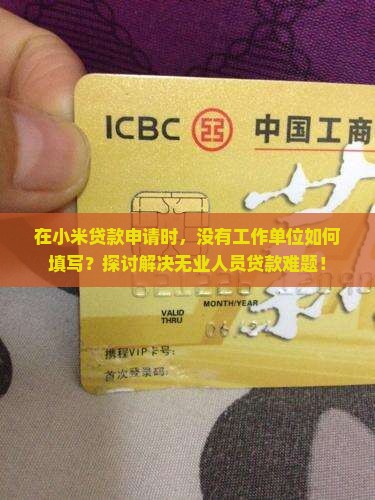 ICBC 中国工商
在小米贷款申请时，没有工作单位如何
填写？探讨解决无业人员贷款难题！
MONTH/YEAR
VALID
THRU
携程VIP卡号：
首次登录码：